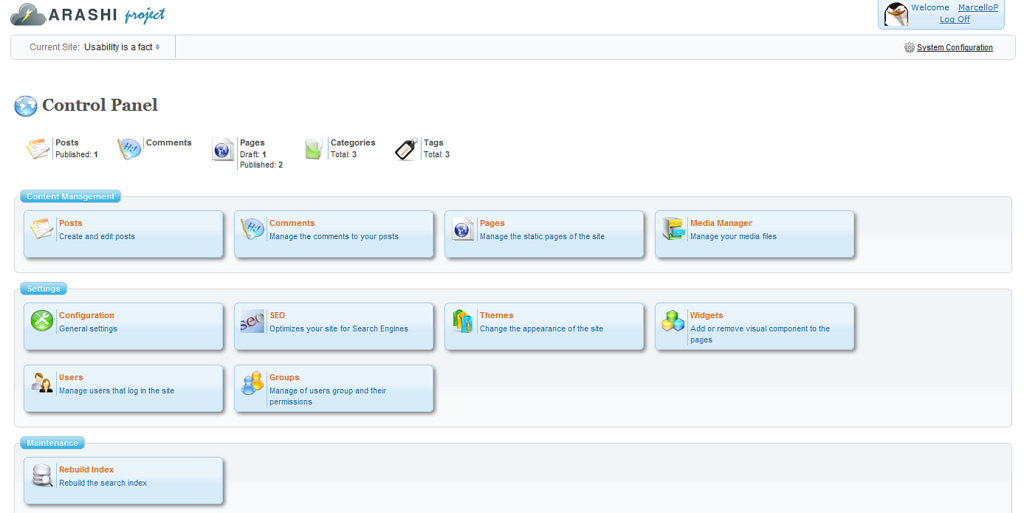 ARASHI project
Welcome MarcelloP
Log Off
Current Site: Usability is a fact
System Configuration
Control Panel
Posts
Published: 1
Comments
Pages
Draft: 1
Published: 2
Categories
Total: 3
Tags
Total: 3
Content Management
Posts
Create and edit posts
Comments
Manage the comments to your posts
Pages
Manage the static pages of the site
Media Manager
Manage your media files
Settings
Configuration
General settings
SEO
SEO
Optimizes your site for Search Engines
Themes
Change the appearance of the site
Widgets
Add or remove visual component to the
pages
Users
Manage users that log in the site
Groups
Manage of users group and their
permissions
Maintenance
Rebuild Index
Rebuild the search index